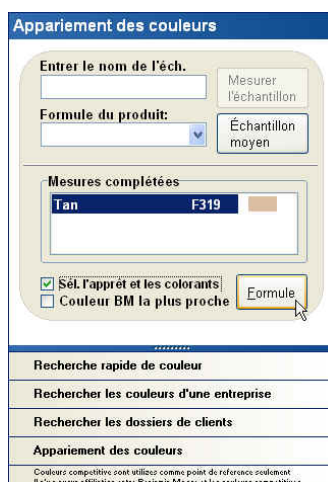 Appariement des couleurs
Entrer le nom de l'éch.
Mesurer
l'échantillon
Formule du produit:
Échantillon
moyen
Mesures complétées
Tan F319
Sél. l'apprêt et les colorants
Couleur BM la plus proche
Formule
Recherche rapide de couleur
Rechercher les couleurs d'une entreprise
Rechercher les dossiers de clients
Appariement des couleurs
Couleurs competitive sont utilizes comme point de reference seulement